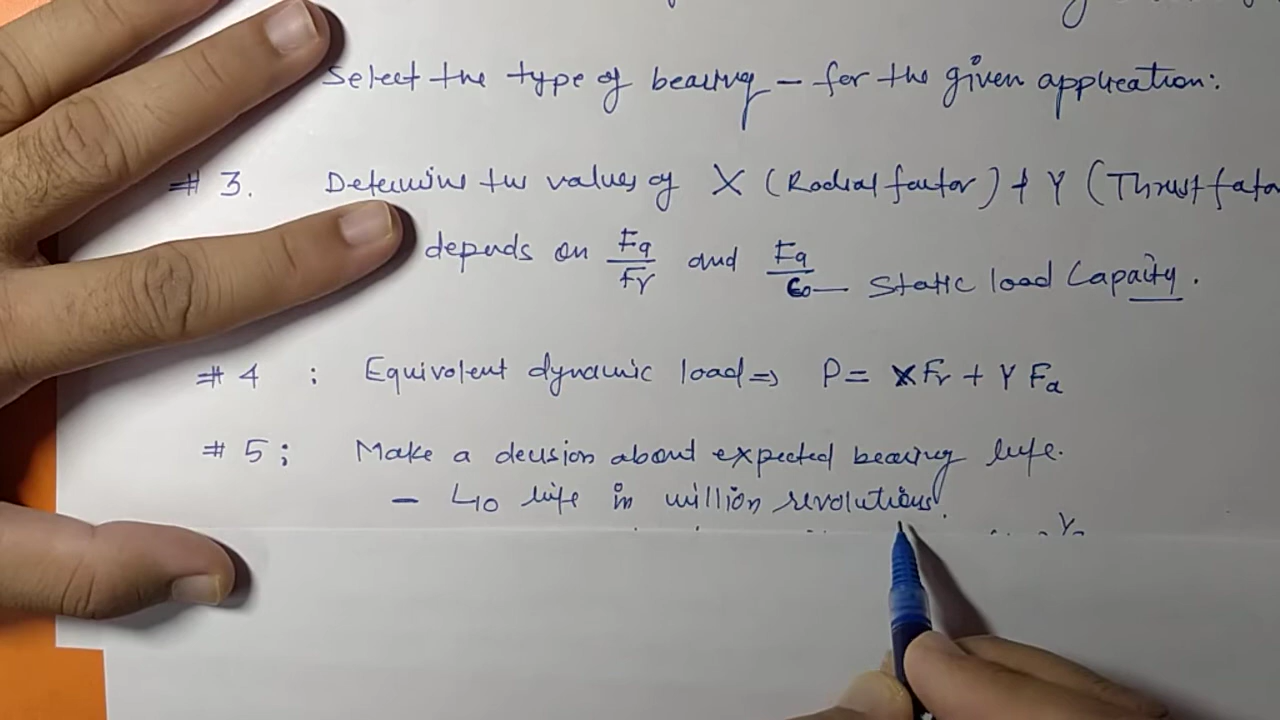 Select the type of bearing – for the given application:
# 3. Determine the values of X (Radial factor) + Y (Thrust fato
depends on Fa/Fr and Fa/Co — Static load Capacity.
# 4 : Equivalent dynamic load ⇒ P = XFr + Y Fa
# 5 ; Make a decision about expected bearing life.
– L10 life in million revolutions.